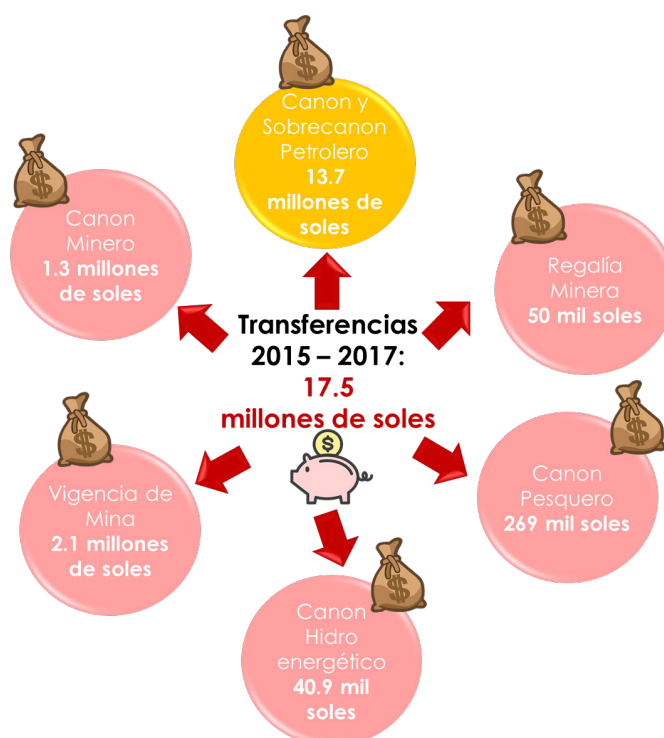 Canon y
Sobrecanon
Petrolero
13.7
millones de
soles
Canon
Minero
1.3 millones
de soles
Regalía
Minera
50 mil soles
Transferencias
2015 – 2017:
17.5
millones de soles
Vigencia de
Mina
2.1 millones
de soles
Canon
Pesquero
269 mil soles
Canon
Hidro
energético
40.9 mil
soles